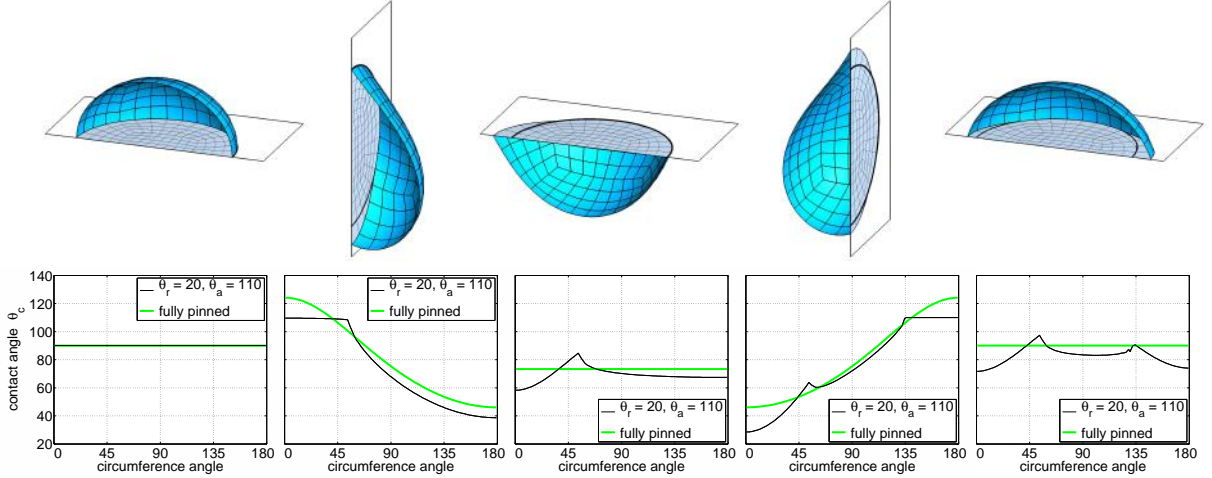 140
120
100
80
60
40
20
contact angle θc
θr = 20, θa = 110
fully pinned
0 45 90 135 180
circumference angle
θr = 20, θa = 110
fully pinned
0 45 90 135 180
circumference angle
θr = 20, θa = 110
fully pinned
0 45 90 135 180
circumference angle
θr = 20, θa = 110
fully pinned
0 45 90 135 180
circumference angle
θr = 20, θa = 110
fully pinned
0 45 90 135 180
circumference angle